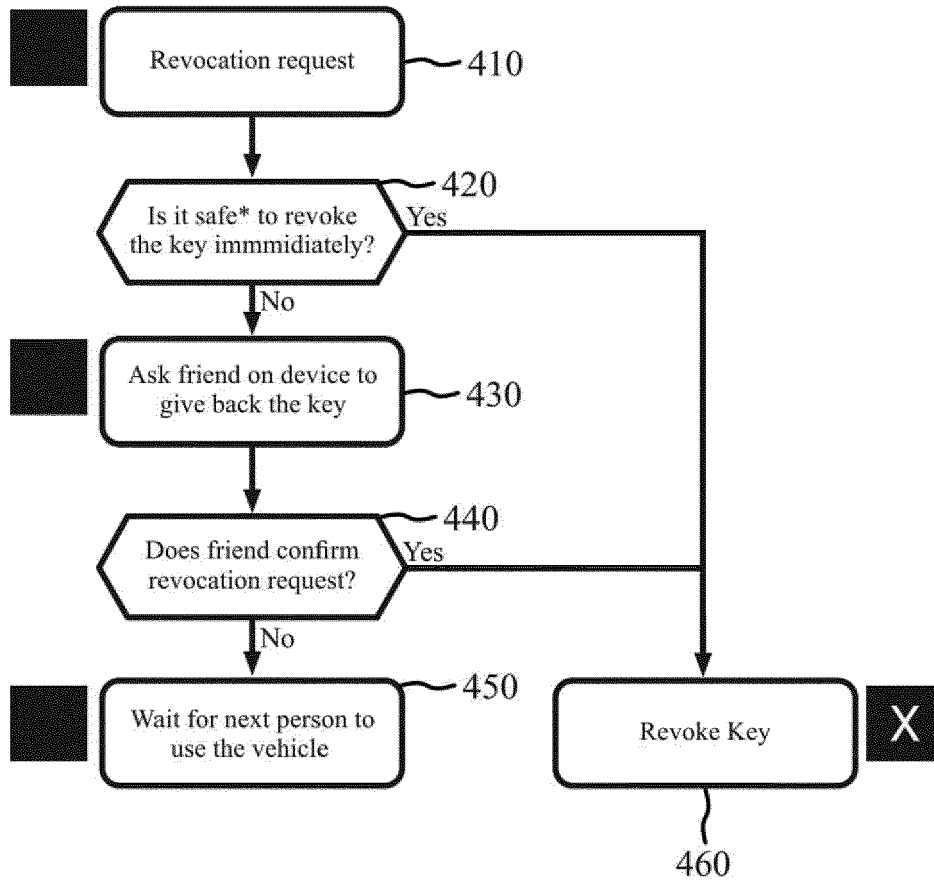 Revocation request
410
420
Is it safe* to revoke
the key immmidiately?
Yes
No
Ask friend on device to
give back the key
430
440
Does friend confirm
revocation request?
Yes
No
450
Wait for next person to
use the vehicle
Revoke Key
X
460